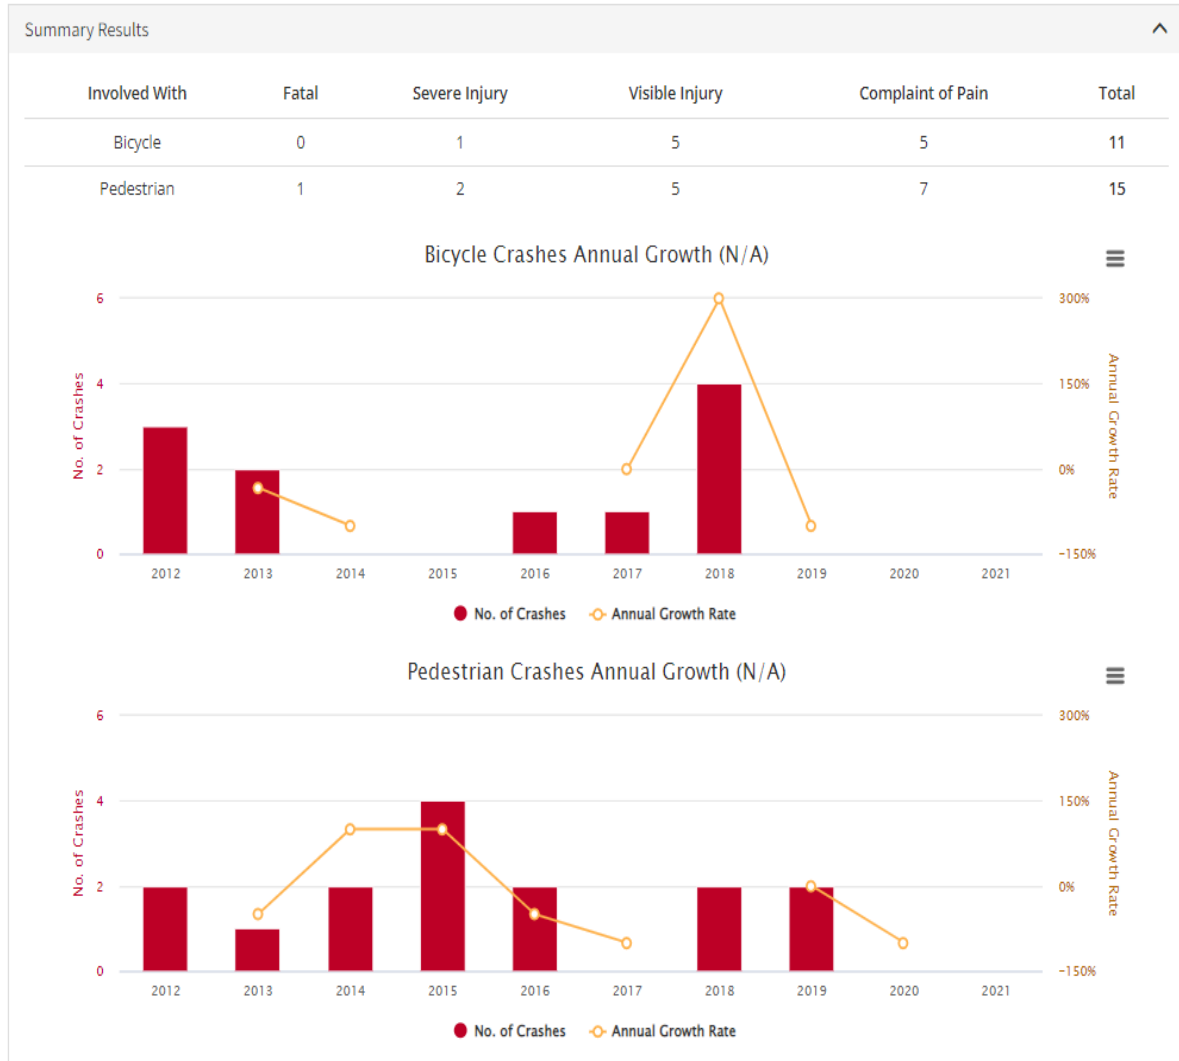 Summary Results
Involved With Fatal Severe Injury Visible Injury Complaint of Pain Total
Bicycle 0 1 5 5 11
Pedestrian 1 2 5 7 15
Bicycle Crashes Annual Growth (N/A)
No. of Crashes
6
4
2
0
300%
150%
0%
−150%
Annual Growth Rate
2012 2013 2014 2015 2016 2017 2018 2019 2020 2021
No. of Crashes Annual Growth Rate
Pedestrian Crashes Annual Growth (N/A)
No. of Crashes
6
4
2
0
300%
150%
0%
−150%
Annual Growth Rate
2012 2013 2014 2015 2016 2017 2018 2019 2020 2021
No. of Crashes Annual Growth Rate